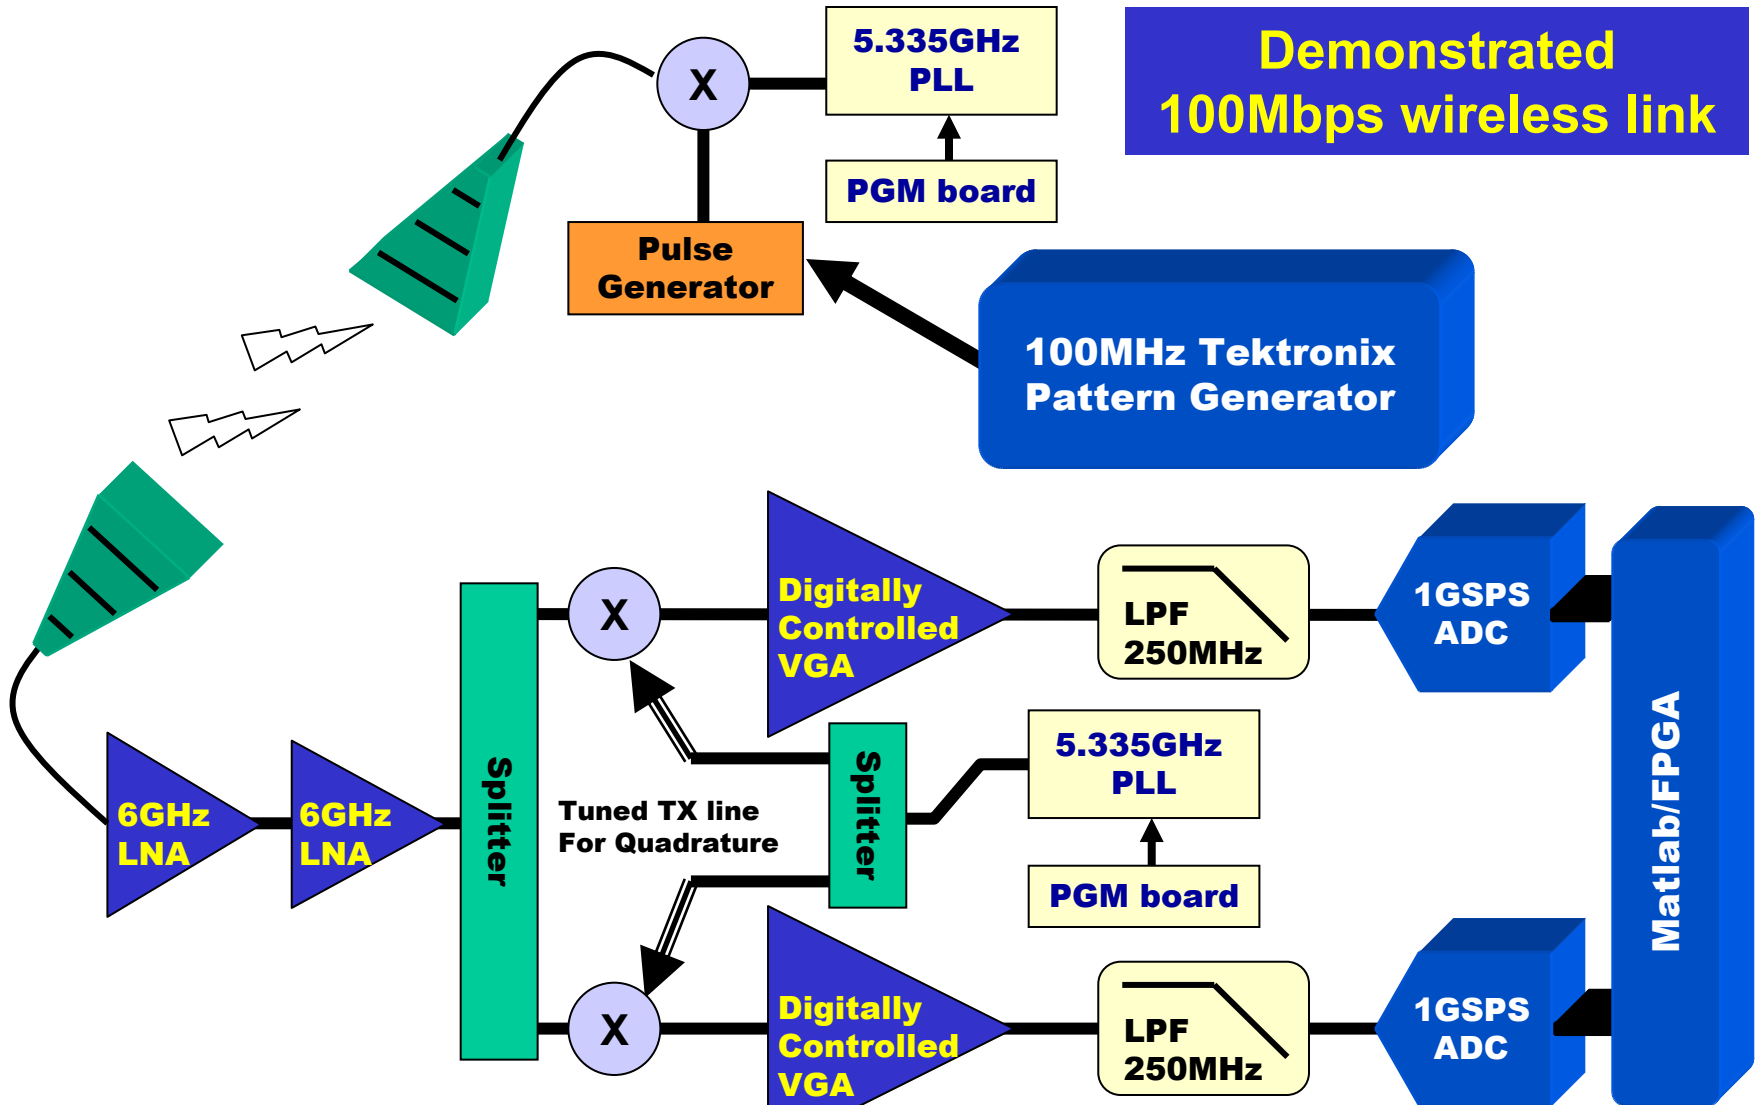 5.335GHz
PLL
Demonstrated
100Mbps wireless link
X
PGM board
Pulse
Generator
100MHz Tektronix
Pattern Generator
X
Digitally
Controlled
VGA
LPF
250MHz
1GSPS
ADC
6GHz
LNA
6GHz
LNA
Splitter
Tuned TX line
For Quadrature
Splitter
5.335GHz
PLL
PGM board
Matlab/FPGA
X
Digitally
Controlled
VGA
LPF
250MHz
1GSPS
ADC